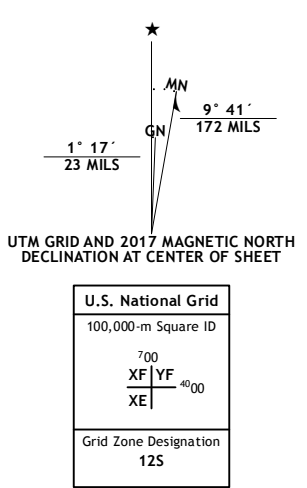 ★
MN
GN
9° 41´
172 MILS
1° 17´
23 MILS
UTM GRID AND 2017 MAGNETIC NORTH
DECLINATION AT CENTER OF SHEET
U.S. National Grid
100,000-m Square ID
⁷00
XF YF
⁴⁰00
XE
Grid Zone Designation
12S